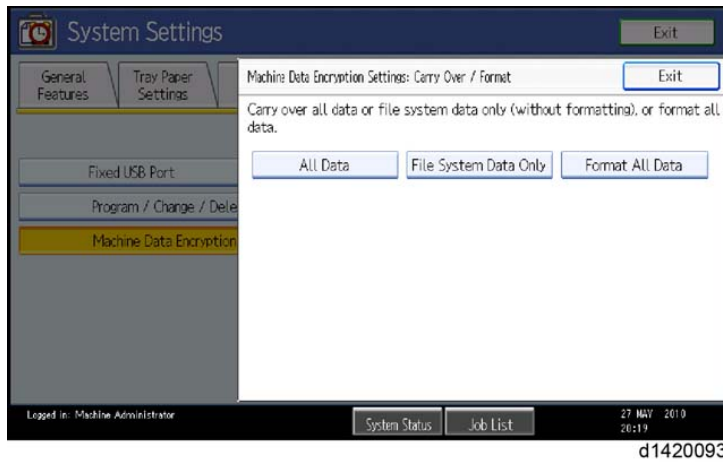 System Settings
Exit
General
Features
Tray Paper
Settings
Machine Data Encryption Settings: Carry Over / Format
Exit
Carry over all data or file system data only (without formatting), or format all
data.
All Data
File System Data Only
Format All Data
Fixed USB Port
Program / Change / Dele
Machine Data Encryption
Logged in: Machine Administrator
System Status
Job List
27 MAY 2010
20:19
d1420093